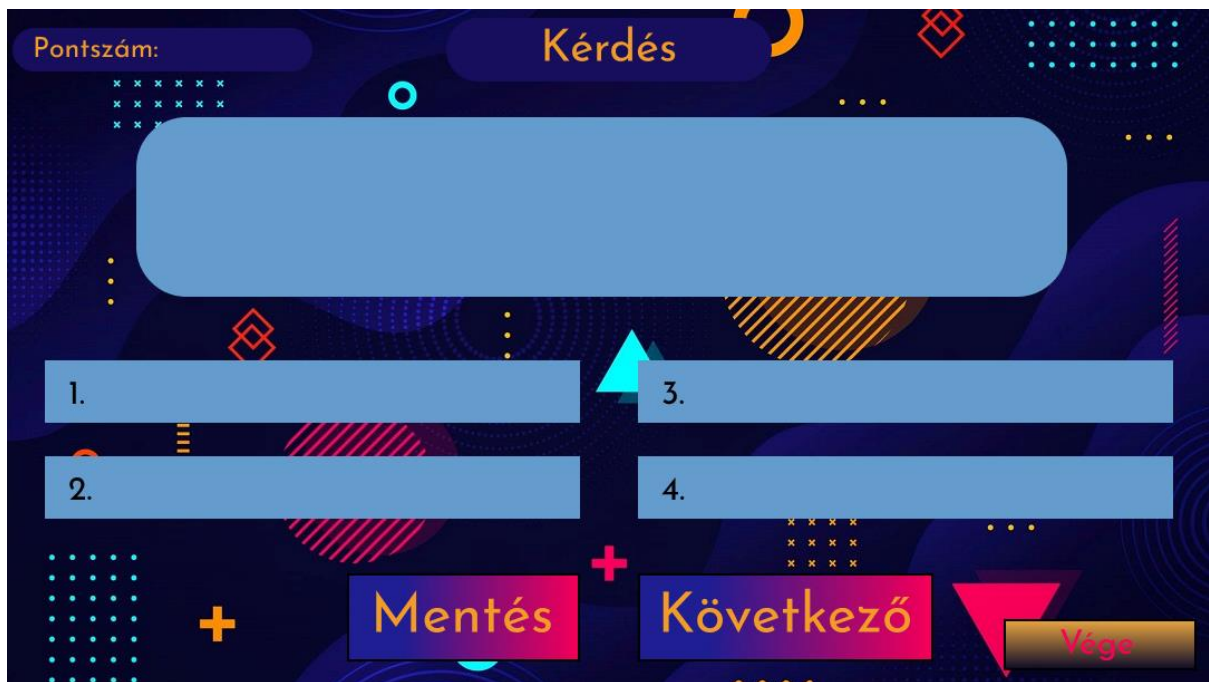 Pontszám:
Kérdés
1.
3.
2.
4.
Mentés
Következő
Vége